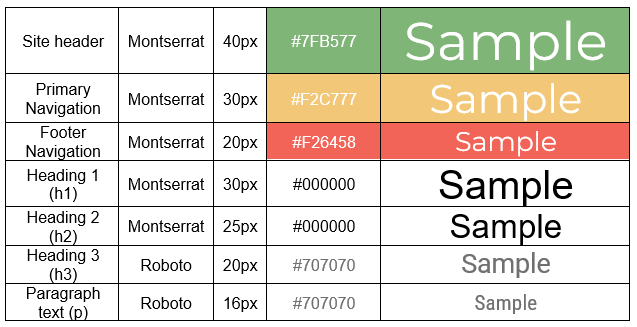 Site header Montserrat 40px #7FB577 Sample
Primary
Navigation Montserrat 30px #F2C777 Sample
Footer
Navigation Montserrat 20px #F26458 Sample
Heading 1
(h1) Montserrat 30px #000000 Sample
Heading 2
(h2) Montserrat 25px #000000 Sample
Heading 3
(h3) Roboto 20px #707070 Sample
Paragraph
text (p) Roboto 16px #707070 Sample